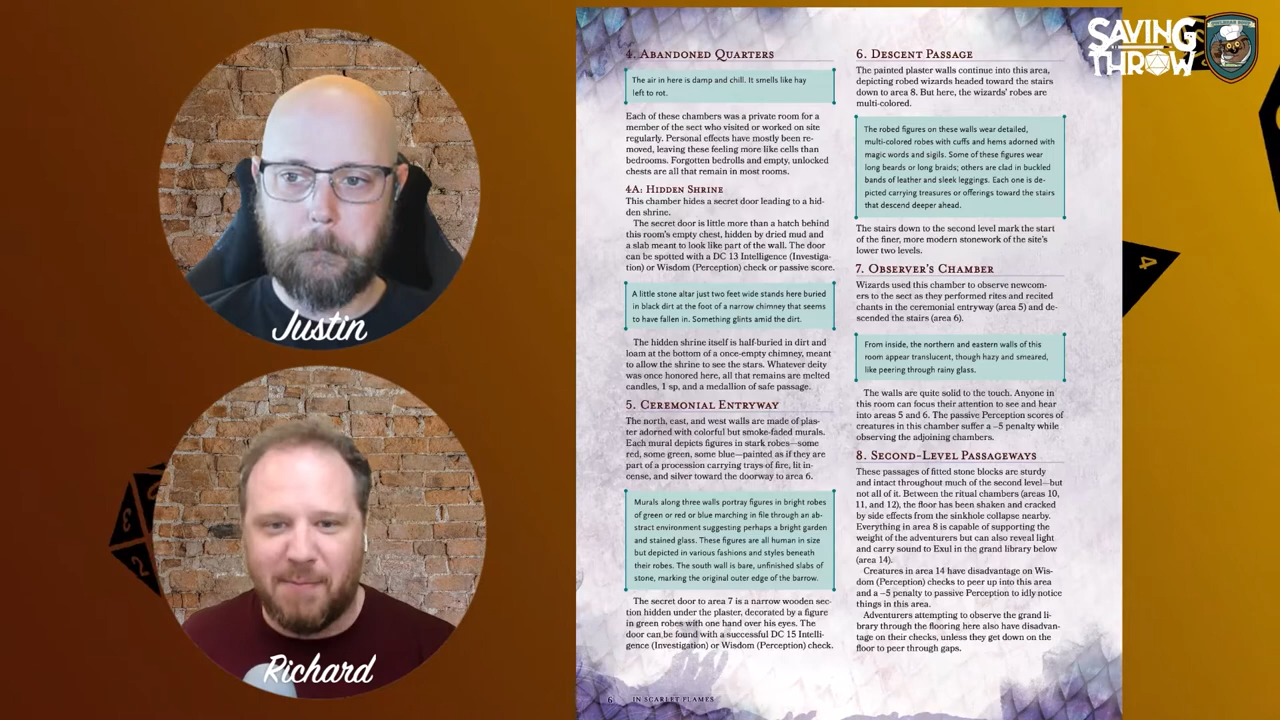 Justin
Richard
4. Abandoned Quarters
The air in here is damp and chill. It smells like hay
left to rot.
Each of these chambers was a private room for a
member of the sect who visited or worked on site
regularly. Personal effects have mostly been re-
moved, leaving these feeling more like cells than
bedrooms. Forgotten bedrolls and empty, unlocked
chests are all that remain in most rooms.
4A: Hidden Shrine
This chamber hides a secret door leading to a hid-
den shrine.
The secret door is little more than a hatch behind
this room's empty chest, hidden by dried mud and
a slab meant to look like part of the wall. The door
can be spotted with a DC 13 Intelligence (Investiga-
tion) or Wisdom (Perception) check or passive score.
A little stone altar just two feet wide stands here buried
in black dirt at the foot of a narrow chimney that seems
to have fallen in. Something glints amid the dirt.
The hidden shrine itself is half-buried in dirt and
loam at the bottom of a once-empty chimney, meant
to allow the shrine to see the stars. Whatever deity
was once honored here, all that remains are melted
candles, 1 sp, and a medallion of safe passage.
5. Ceremonial Entryway
The north, east, and west walls are made of plas-
ter adorned with colorful but smoke-faded murals.
Each mural depicts figures in stark robes—some
red, some green, some blue—painted as if they are
part of a procession carrying trays of fire, lit in-
cense, and silver toward the doorway to area 6.
Murals along three walls portray figures in bright robes
of green or red or blue marching in file through an ab-
stract environment suggesting perhaps a bright garden
and stained glass. These figures are all human in size
but depicted in various fashions and styles beneath
their robes. The south wall is bare, unfinished slabs of
stone, marking the original outer edge of the barrow.
The secret door to area 7 is a narrow wooden sec-
tion hidden under the plaster, decorated by a figure
in green robes with one hand over his eyes. The
door can be found with a successful DC 15 Intelli-
gence (Investigation) or Wisdom (Perception) check.
6 IN SCARLET FLAMES
6. Descent Passage
The painted plaster walls continue into this area,
depicting robed wizards headed toward the stairs
down to area 8. But here, the wizards' robes are
multi-colored.
The robed figures on these walls wear detailed,
multi-colored robes with cuffs and hems adorned with
magic words and sigils. Some of these figures wear
long beards or long braids; others are clad in buckled
bands of leather and sleek leggings. Each one is de-
picted carrying treasures or offerings toward the stairs
that descend deeper ahead.
The stairs down to the second level mark the start
of the finer, more modern stonework of the site's
lower two levels.
7. Observer's Chamber
Wizards used this chamber to observe newcom-
ers to the sect as they performed rites and recited
chants in the ceremonial entryway (area 5) and de-
scended the stairs (area 6).
From inside, the northern and eastern walls of this
room appear translucent, though hazy and smeared,
like peering through rainy glass.
The walls are quite solid to the touch. Anyone in
this room can focus their attention to see and hear
into areas 5 and 6. The passive Perception scores of
creatures in this chamber suffer a –5 penalty while
observing the adjoining chambers.
8. Second-Level Passageways
These passages of fitted stone blocks are sturdy
and intact throughout much of the second level—but
not all of it. Between the ritual chambers (areas 10,
11, and 12), the floor has been shaken and cracked
by side effects from the sinkhole collapse nearby.
Everything in area 8 is capable of supporting the
weight of the adventurers but can also reveal light
and carry sound to Exul in the grand library below
(area 14).
Creatures in area 14 have disadvantage on Wis-
dom (Perception) checks to peer up into this area
and a –5 penalty to passive Perception to idly notice
things in this area.
Adventurers attempting to observe the grand li-
brary through the flooring here also have disadvan-
tage on their checks, unless they get down on the
floor to peer through gaps.
SAVING
THROW
4
3
2